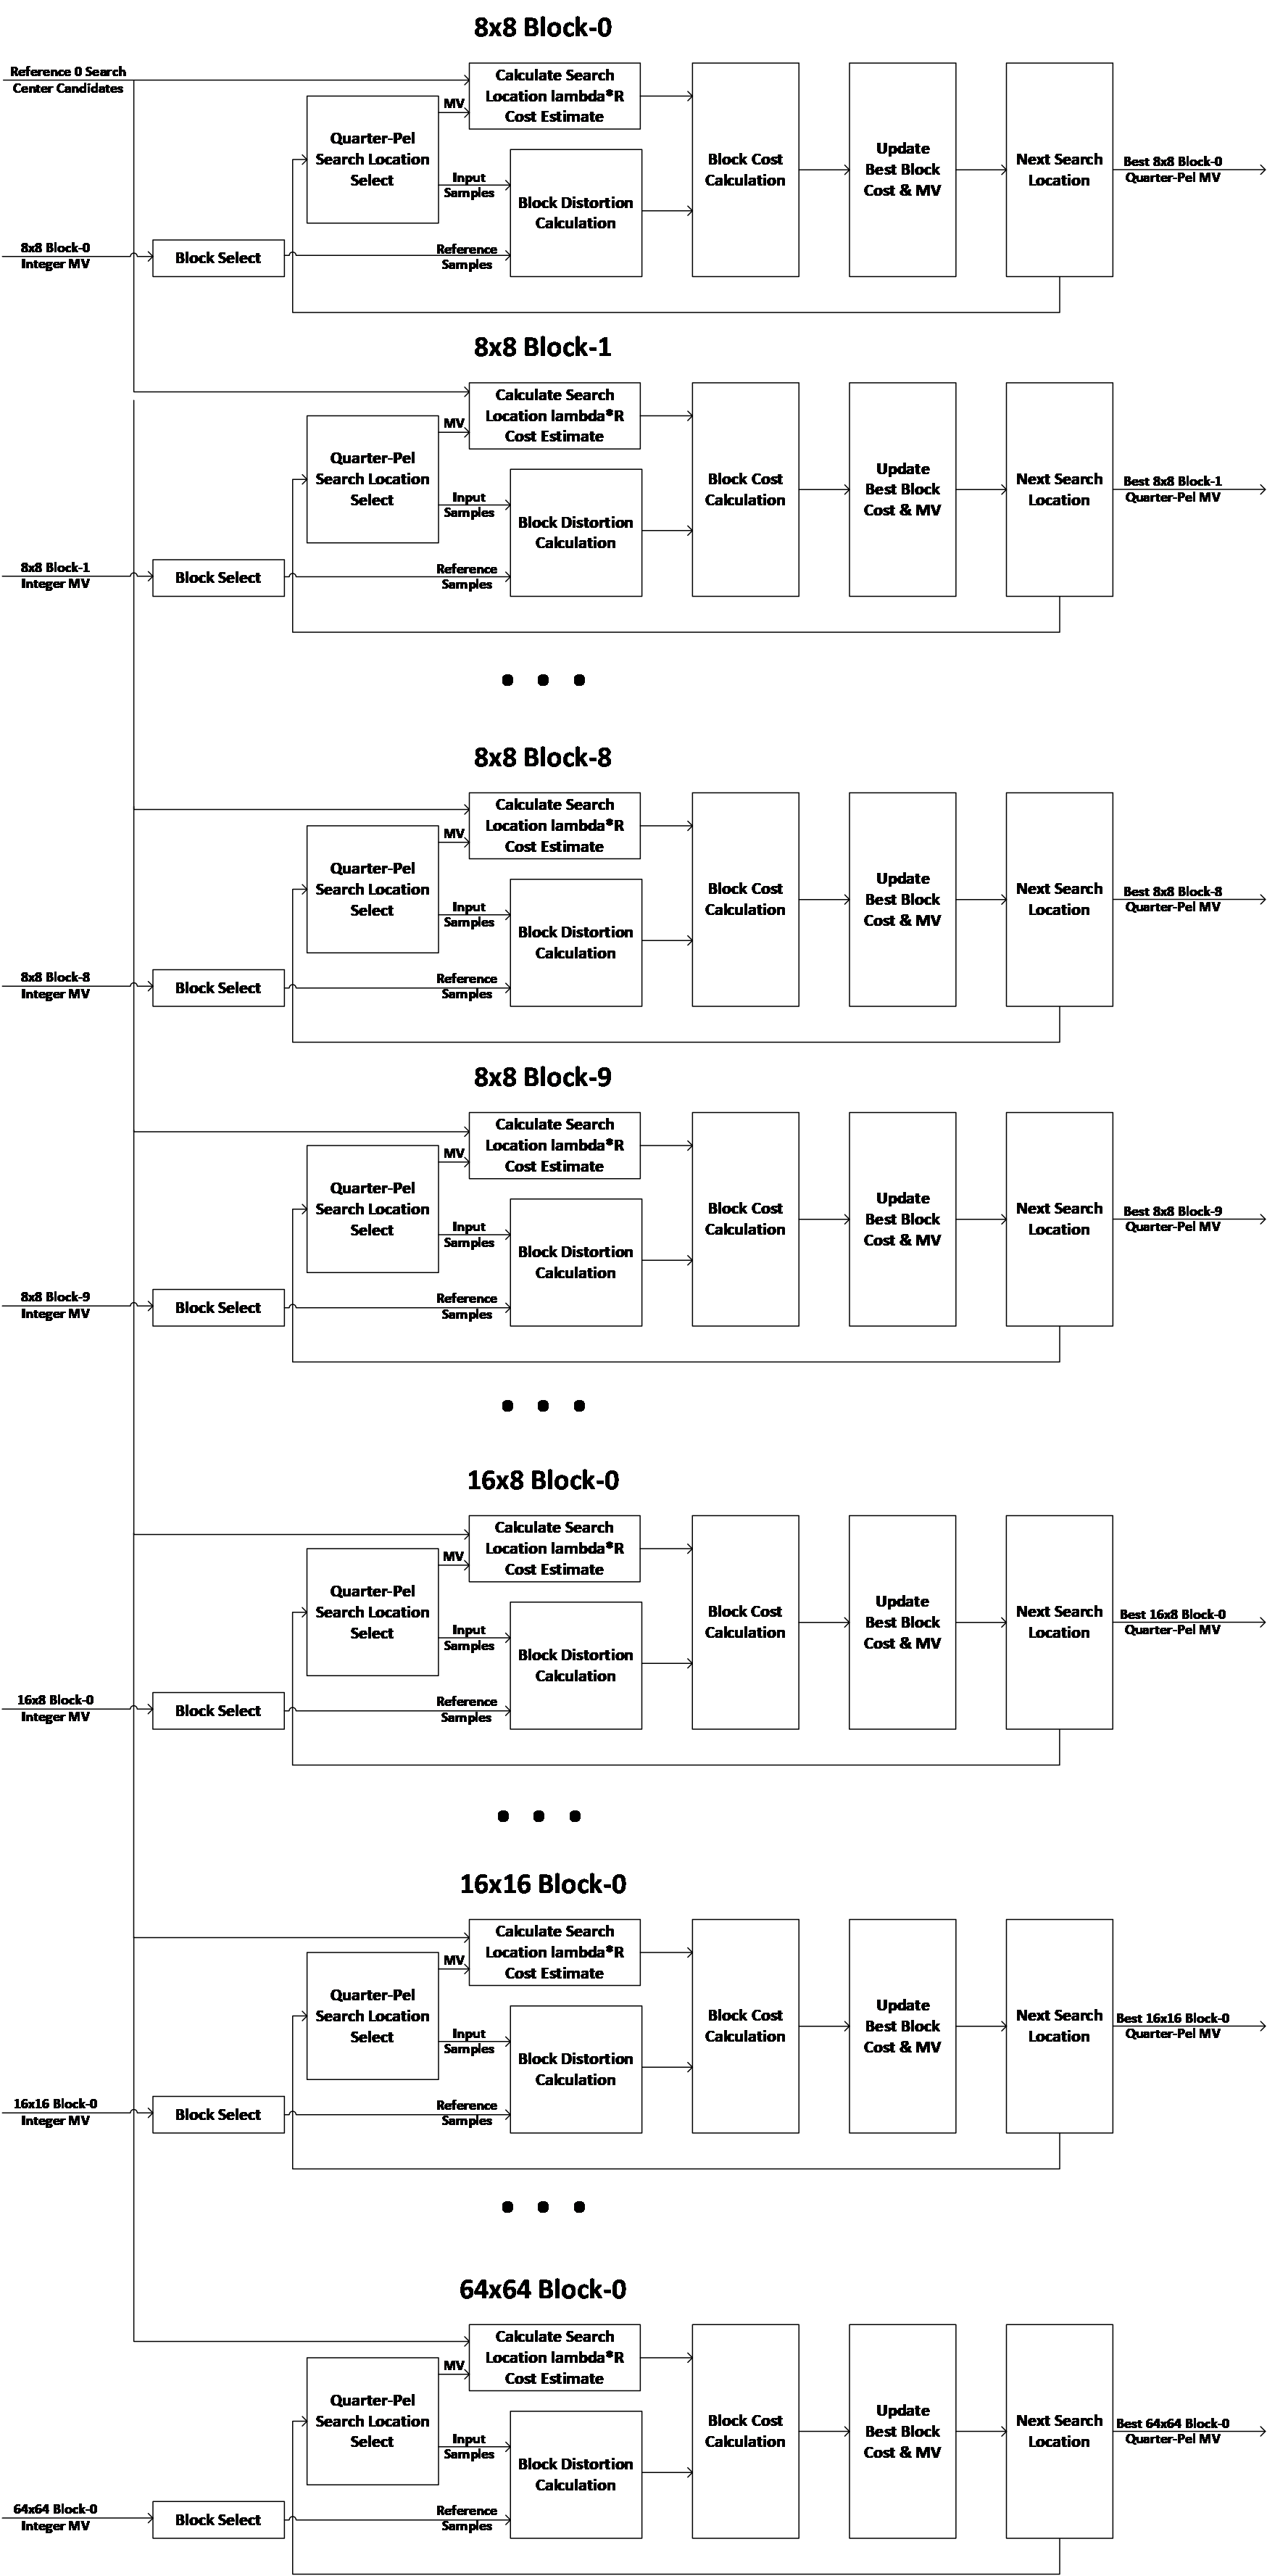 8x8 Block-0
Reference 0 Search
Center Candidates
Calculate Search
Location lambda*R
Cost Estimate
MV
Quarter-Pel
Search Location
Select
Input
Samples
Block Distortion
Calculation
Block Cost
Calculation
Update
Best Block
Cost & MV
Next Search
Location
Best 8x8 Block-0
Quarter-Pel MV
8x8 Block-0
Integer MV
Block Select
Reference
Samples
8x8 Block-1
Calculate Search
Location lambda*R
Cost Estimate
MV
Quarter-Pel
Search Location
Select
Input
Samples
Block Distortion
Calculation
Block Cost
Calculation
Update
Best Block
Cost & MV
Next Search
Location
Best 8x8 Block-1
Quarter-Pel MV
8x8 Block-1
Integer MV
Block Select
Reference
Samples
8x8 Block-8
Calculate Search
Location lambda*R
Cost Estimate
MV
Quarter-Pel
Search Location
Select
Input
Samples
Block Distortion
Calculation
Block Cost
Calculation
Update
Best Block
Cost & MV
Next Search
Location
Best 8x8 Block-8
Quarter-Pel MV
8x8 Block-8
Integer MV
Block Select
Reference
Samples
8x8 Block-9
Calculate Search
Location lambda*R
Cost Estimate
MV
Quarter-Pel
Search Location
Select
Input
Samples
Block Distortion
Calculation
Block Cost
Calculation
Update
Best Block
Cost & MV
Next Search
Location
Best 8x8 Block-9
Quarter-Pel MV
8x8 Block-9
Integer MV
Block Select
Reference
Samples
16x8 Block-0
Calculate Search
Location lambda*R
Cost Estimate
MV
Quarter-Pel
Search Location
Select
Input
Samples
Block Distortion
Calculation
Block Cost
Calculation
Update
Best Block
Cost & MV
Next Search
Location
Best 16x8 Block-0
Quarter-Pel MV
16x8 Block-0
Integer MV
Block Select
Reference
Samples
16x16 Block-0
Calculate Search
Location lambda*R
Cost Estimate
MV
Quarter-Pel
Search Location
Select
Input
Samples
Block Distortion
Calculation
Block Cost
Calculation
Update
Best Block
Cost & MV
Next Search
Location
Best 16x16 Block-0
Quarter-Pel MV
16x16 Block-0
Integer MV
Block Select
Reference
Samples
64x64 Block-0
Calculate Search
Location lambda*R
Cost Estimate
MV
Quarter-Pel
Search Location
Select
Input
Samples
Block Distortion
Calculation
Block Cost
Calculation
Update
Best Block
Cost & MV
Next Search
Location
Best 64x64 Block-0
Quarter-Pel MV
64x64 Block-0
Integer MV
Block Select
Reference
Samples